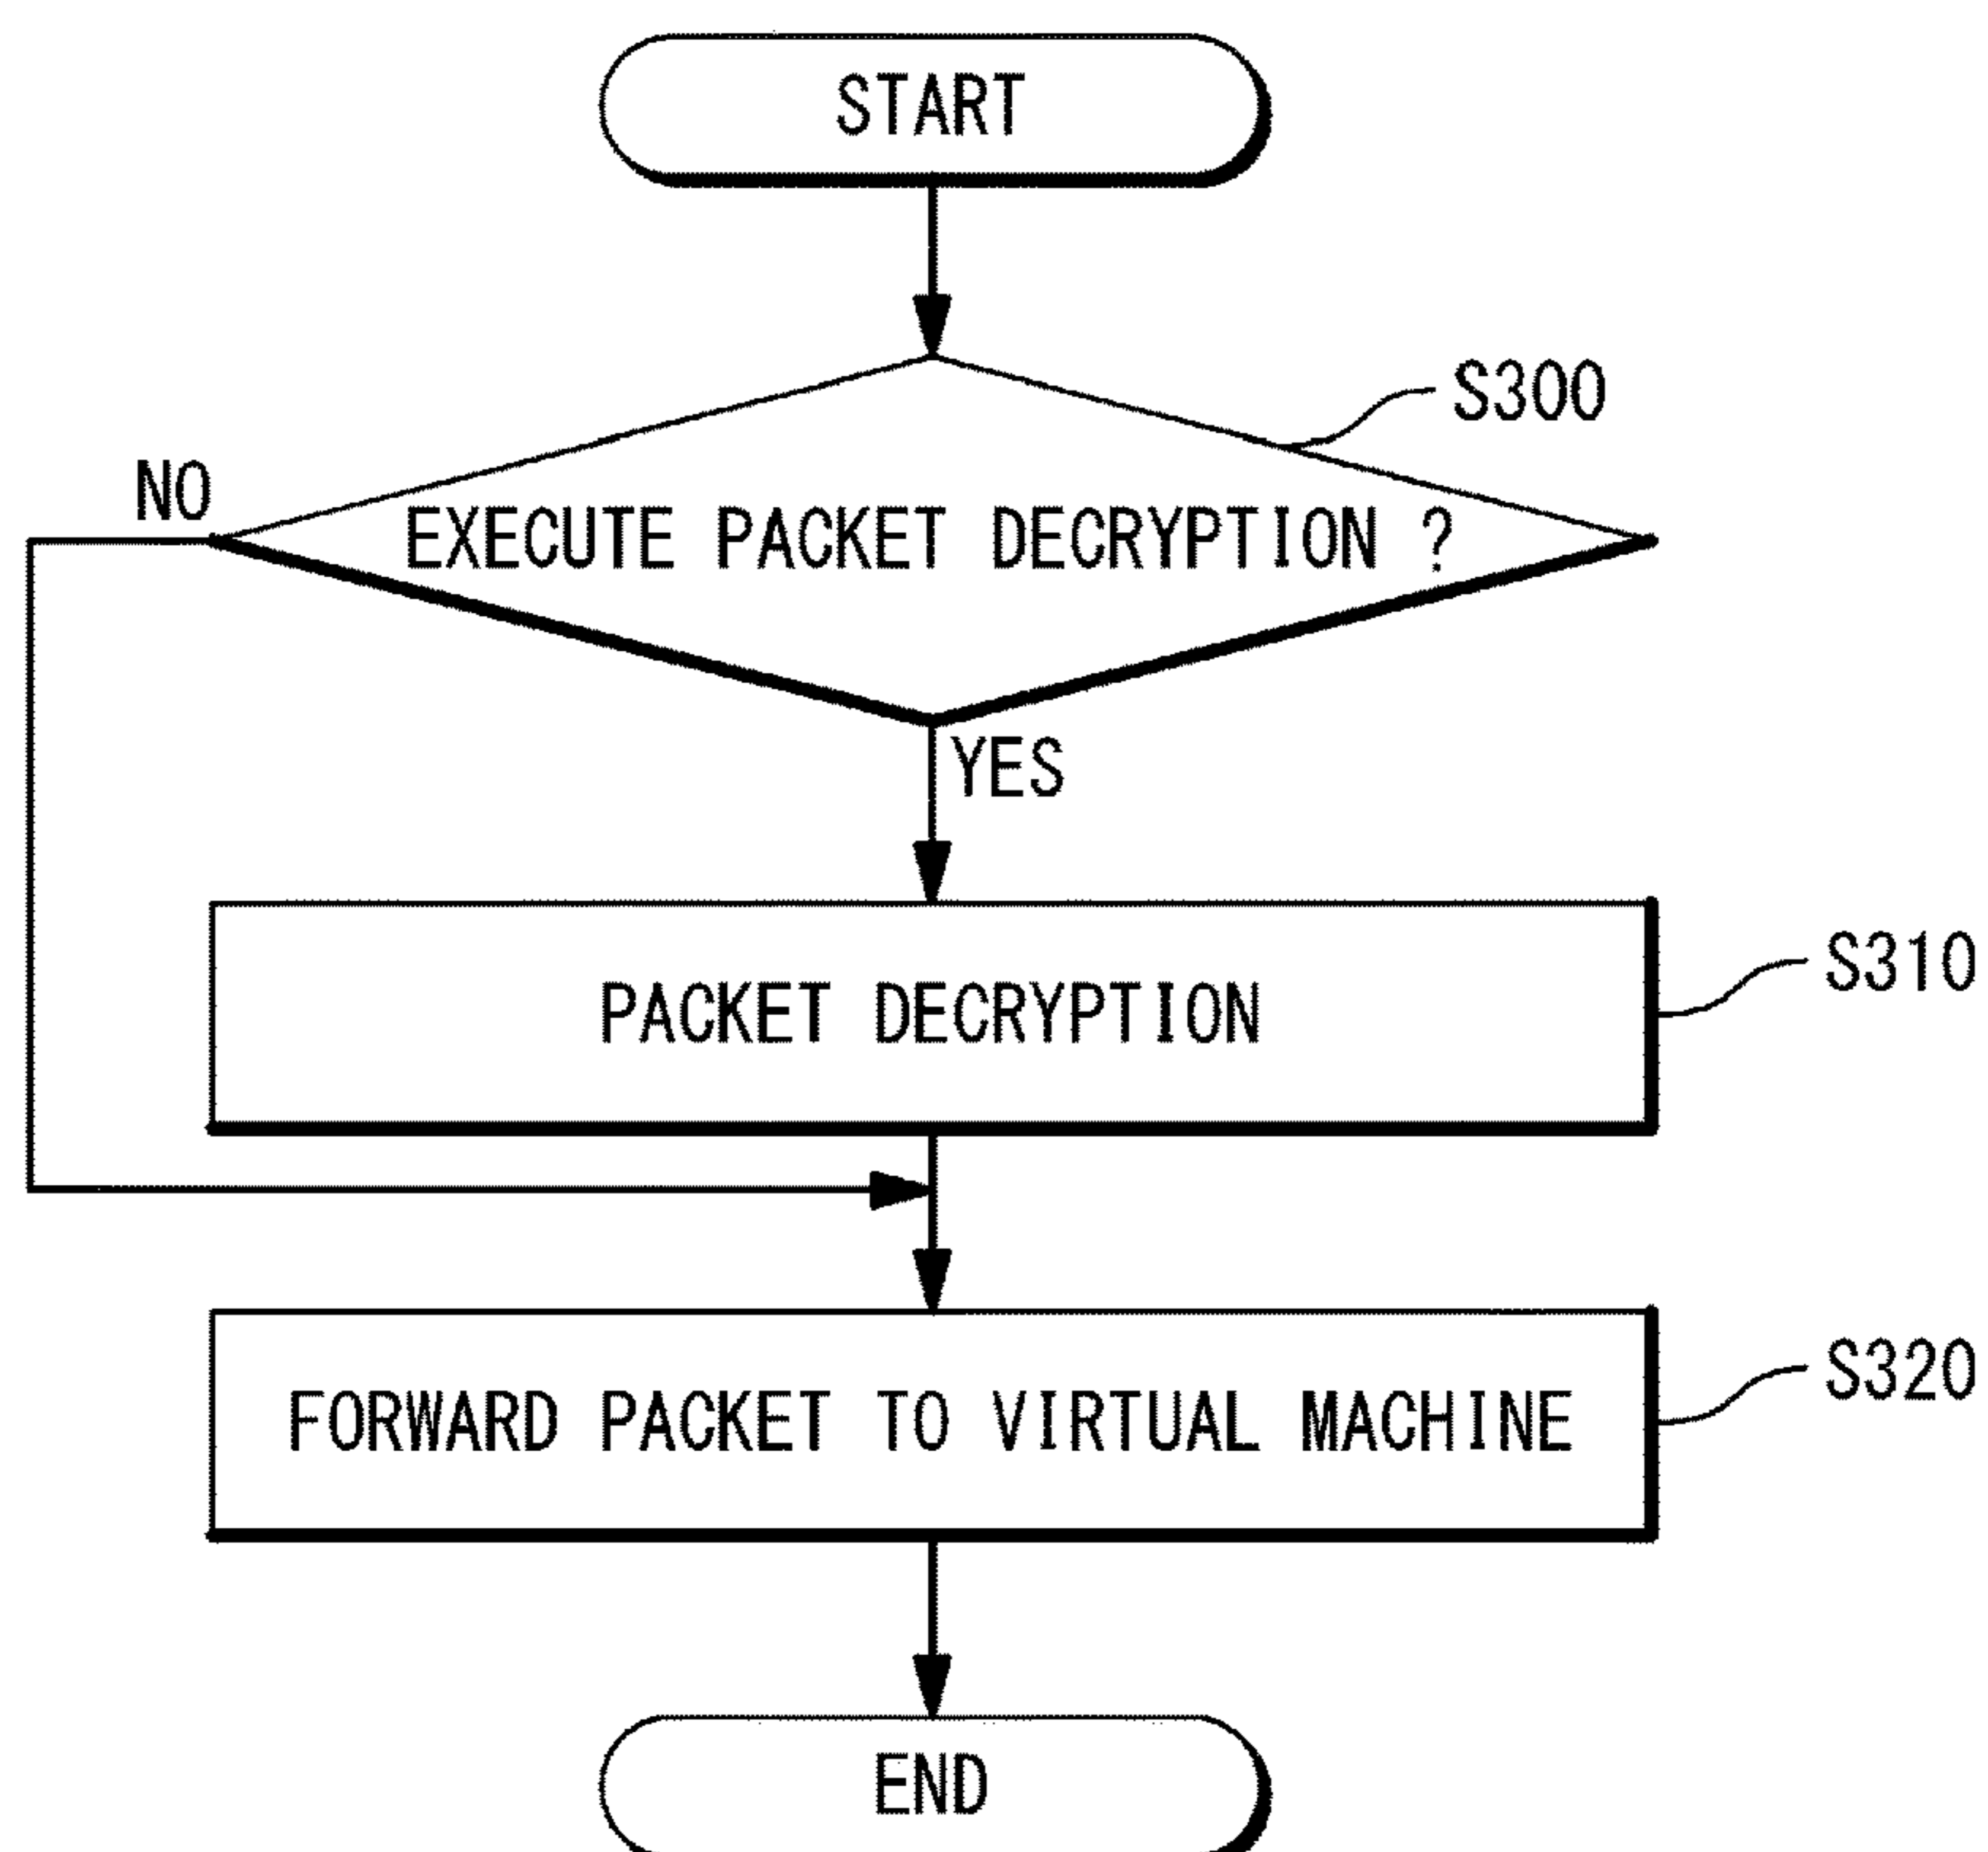 START
S300
NO
EXECUTE PACKET DECRYPTION ?
YES
S310
PACKET DECRYPTION
S320
FORWARD PACKET TO VIRTUAL MACHINE
END